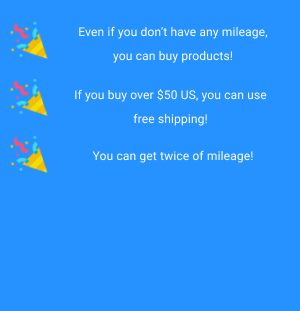 Even if you don't have any mileage,
you can buy products!
If you buy over $50 US, you can use
free shipping!
You can get twice of mileage!